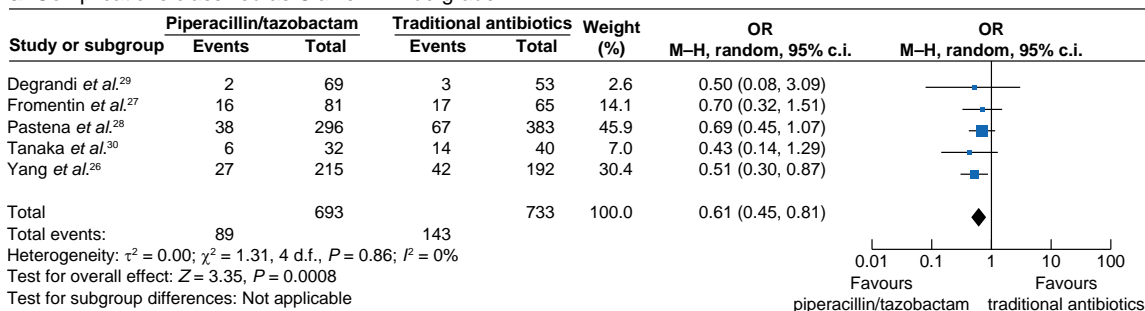 Piperacillin/tazobactam Traditional antibiotics Weight OR OR
Study or subgroup Events Total Events Total (%) M–H, random, 95% c.i. M–H, random, 95% c.i.
Degrandi et al.²⁹ 2 69 3 53 2.6 0.50 (0.08, 3.09)
Fromentin et al.²⁷ 16 81 17 65 14.1 0.70 (0.32, 1.51)
Pastena et al.²⁸ 38 296 67 383 45.9 0.69 (0.45, 1.07)
Tanaka et al.³⁰ 6 32 14 40 7.0 0.43 (0.14, 1.29)
Yang et al.²⁶ 27 215 42 192 30.4 0.51 (0.30, 0.87)
Total 693 733 100.0 0.61 (0.45, 0.81)
Total events: 89 143
Heterogeneity: τ² = 0.00; χ² = 1.31, 4 d.f., P = 0.86; I² = 0%
Test for overall effect: Z = 3.35, P = 0.0008
Test for subgroup differences: Not applicable
0.01 0.1 1 10 100
Favours Favours
piperacillin/tazobactam traditional antibiotics